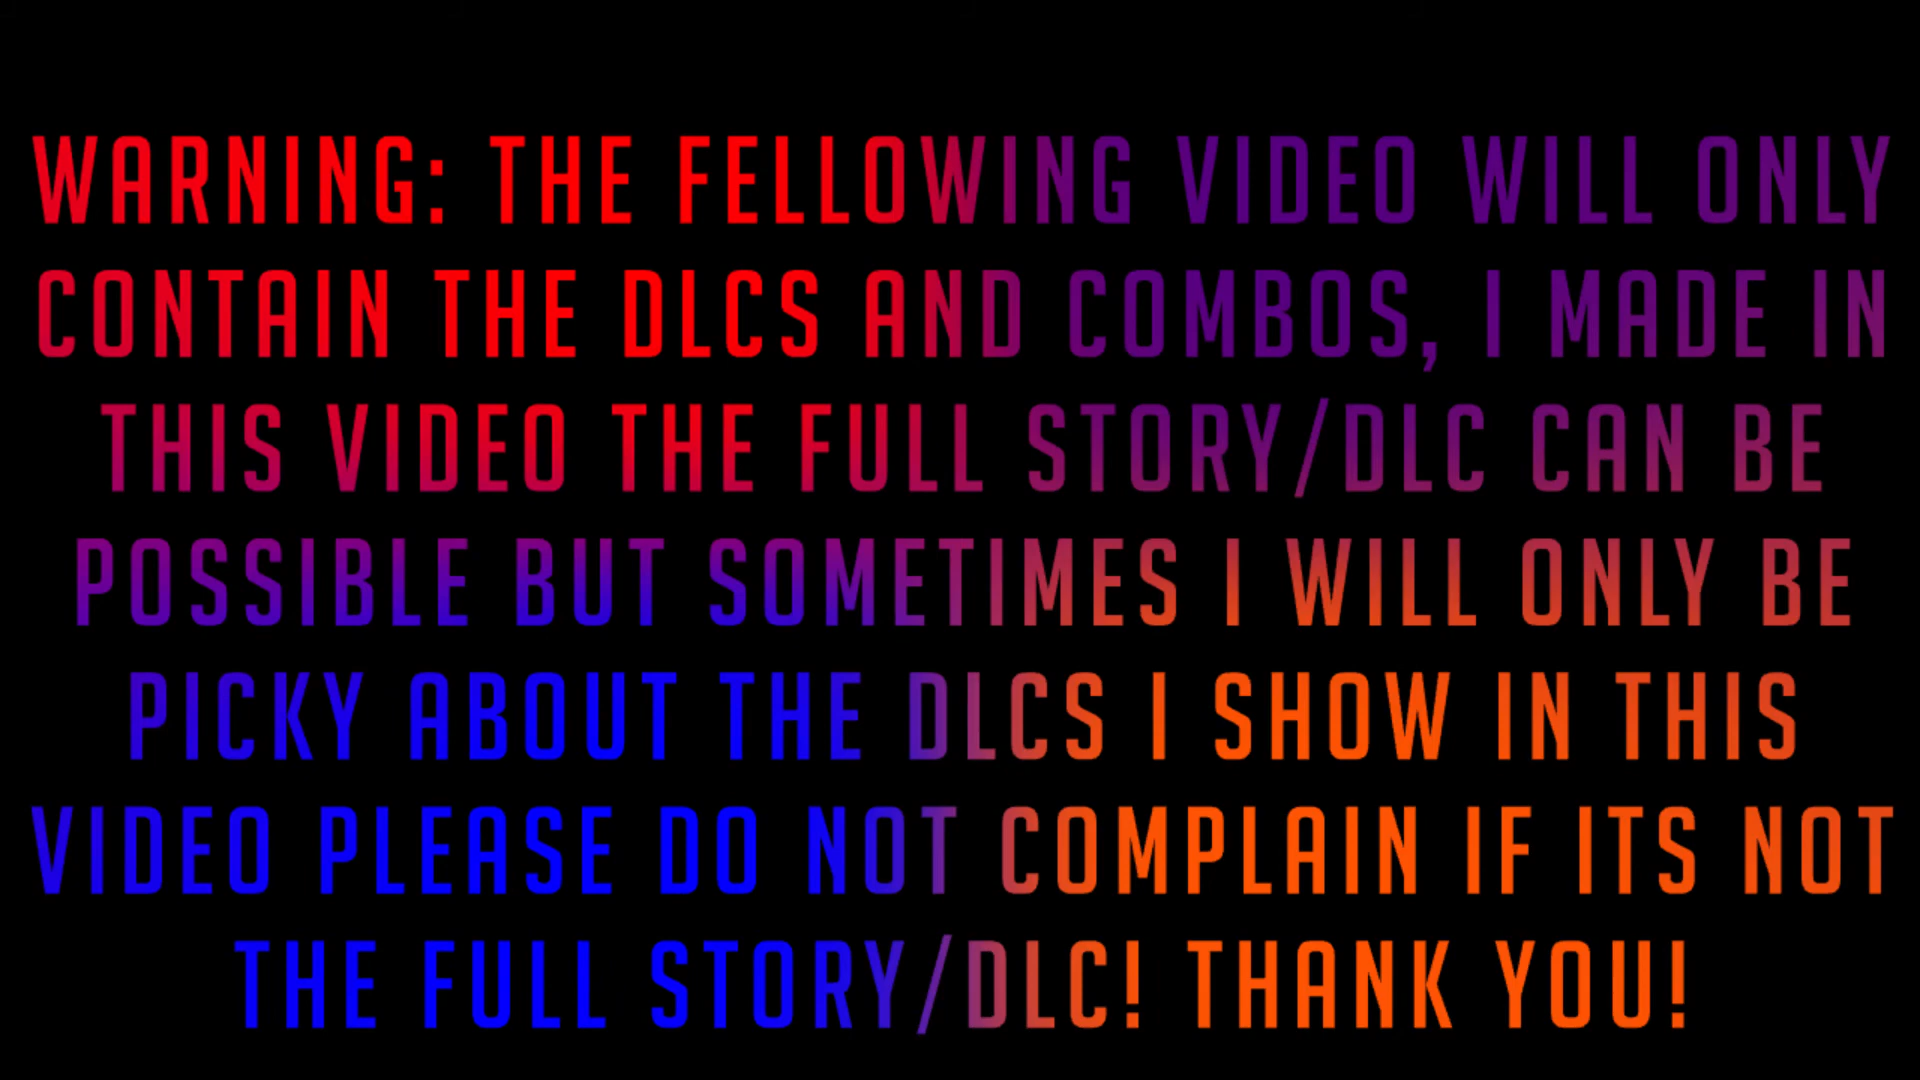 WARNING: THE FELLOWING VIDEO WILL ONLY
CONTAIN THE DLCS AND COMBOS, I MADE IN
THIS VIDEO THE FULL STORY/DLC CAN BE
POSSIBLE BUT SOMETIMES I WILL ONLY BE
PICKY ABOUT THE DLCS I SHOW IN THIS
VIDEO PLEASE DO NOT COMPLAIN IF ITS NOT
THE FULL STORY/DLC! THANK YOU!